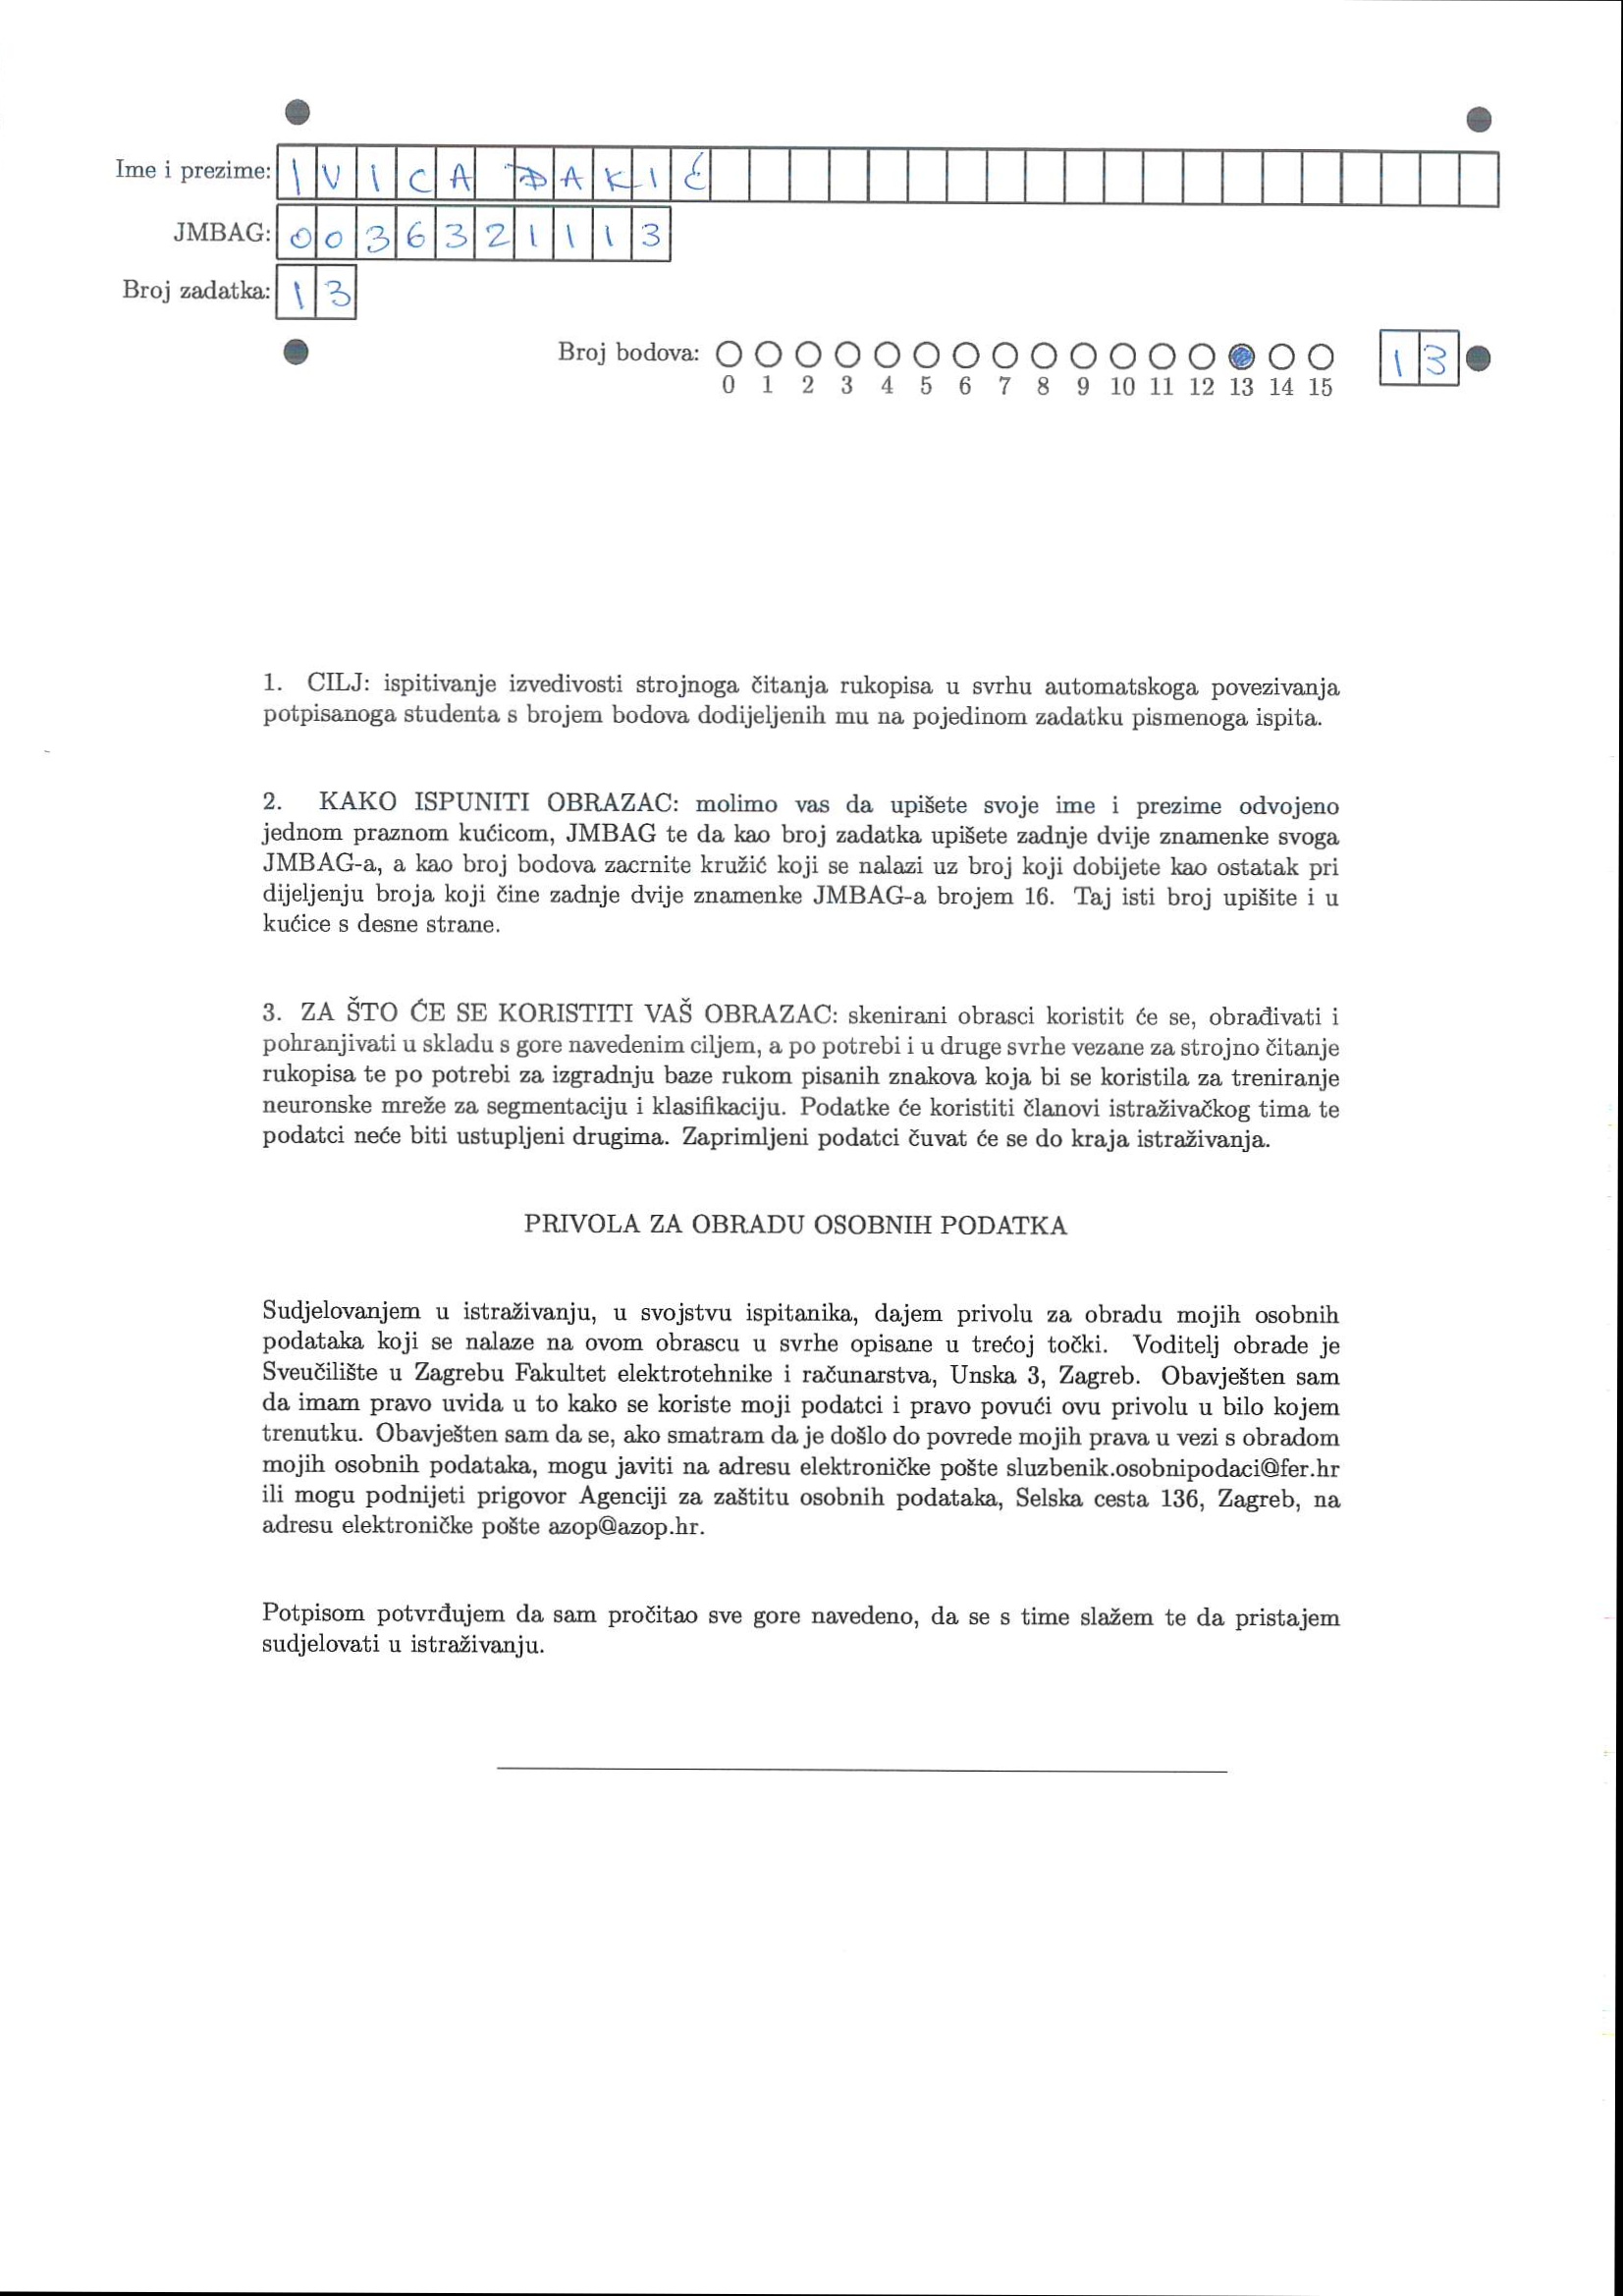 Ime i prezime: IVICA ĐAKIĆ
JMBAG: 0036321113
Broj zadatka: 13
Broj bodova: 13
0 1 2 3 4 5 6 7 8 9 10 11 12 13 14 15
1. CILJ: ispitivanje izvedivosti strojnoga čitanja rukopisa u svrhu automatskoga povezivanja
potpisanoga studenta s brojem bodova dodijeljenih mu na pojedinom zadatku pismenoga ispita.
2. KAKO ISPUNITI OBRAZAC: molimo vas da upišete svoje ime i prezime odvojeno
jednom praznom kućicom, JMBAG te da kao broj zadatka upišete zadnje dvije znamenke svoga
JMBAG-a, a kao broj bodova zacrnite kružić koji se nalazi uz broj koji dobijete kao ostatak pri
dijeljenju broja koji čine zadnje dvije znamenke JMBAG-a brojem 16. Taj isti broj upišite i u
kućice s desne strane.
3. ZA ŠTO ĆE SE KORISTITI VAŠ OBRAZAC: skenirani obrasci koristit će se, obrađivati i
pohranjivati u skladu s gore navedenim ciljem, a po potrebi i u druge svrhe vezane za strojno čitanje
rukopisa te po potrebi za izgradnju baze rukom pisanih znakova koja bi se koristila za treniranje
neuronske mreže za segmentaciju i klasifikaciju. Podatke će koristiti članovi istraživačkog tima te
podatci neće biti ustupljeni drugima. Zaprimljeni podatci čuvat će se do kraja istraživanja.
PRIVOLA ZA OBRADU OSOBNIH PODATKA
Sudjelovanjem u istraživanju, u svojstvu ispitanika, dajem privolu za obradu mojih osobnih
podataka koji se nalaze na ovom obrascu u svrhe opisane u trećoj točki. Voditelj obrade je
Sveučilište u Zagrebu Fakultet elektrotehnike i računarstva, Unska 3, Zagreb. Obavješten sam
da imam pravo uvida u to kako se koriste moji podatci i pravo povući ovu privolu u bilo kojem
trenutku. Obavješten sam da se, ako smatram da je došlo do povrede mojih prava u vezi s obradom
mojih osobnih podataka, mogu javiti na adresu elektroničke pošte sluzbenik.osobnipodaci@fer.hr
ili mogu podnijeti prigovor Agenciji za zaštitu osobnih podataka, Selska cesta 136, Zagreb, na
adresu elektroničke pošte azop@azop.hr.
Potpisom potvrđujem da sam pročitao sve gore navedeno, da se s time slažem te da pristajem
sudjelovati u istraživanju.